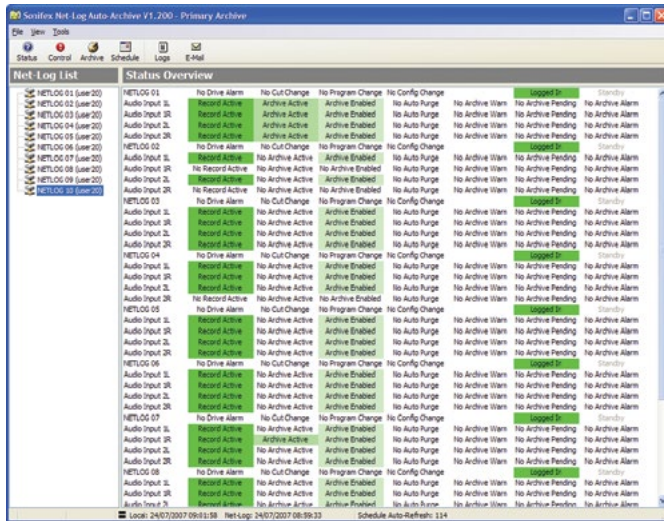 Sonifex Net-Log Auto-Archive V1.200 - Primary Archive
File View Tools
Status Control Archive Schedule Logs E-Mail
Net-Log List Status Overview
NETLOG 01 (user20)
NETLOG 02 (user20)
NETLOG 03 (user20)
NETLOG 04 (user20)
NETLOG 05 (user20)
NETLOG 06 (user20)
NETLOG 07 (user20)
NETLOG 08 (user20)
NETLOG 09 (user20)
NETLOG 10 (user20)
NETLOG 01 No Drive Alarm No Cut Change No Program Change No Config Change Logged In Standby
Audio Input 1L Record Active Archive Active Archive Enabled No Auto Purge No Archive Warn No Archive Pending No Archive Alarm
Audio Input 1R Record Active Archive Active Archive Enabled No Auto Purge No Archive Warn No Archive Pending No Archive Alarm
Audio Input 2L Record Active Archive Active Archive Enabled No Auto Purge No Archive Warn No Archive Pending No Archive Alarm
Audio Input 2R Record Active Archive Active Archive Enabled No Auto Purge No Archive Warn No Archive Pending No Archive Alarm
NETLOG 02 No Drive Alarm No Cut Change No Program Change No Config Change Logged In Standby
Audio Input 1L Record Active No Archive Active Archive Enabled No Auto Purge No Archive Warn No Archive Pending No Archive Alarm
Audio Input 1R No Record Active No Archive Active No Archive Enabled No Auto Purge No Archive Warn No Archive Pending No Archive Alarm
Audio Input 2L Record Active No Archive Active Archive Enabled No Auto Purge No Archive Warn No Archive Pending No Archive Alarm
Audio Input 2R No Record Active No Archive Active No Archive Enabled No Auto Purge No Archive Warn No Archive Pending No Archive Alarm
NETLOG 03 No Drive Alarm No Cut Change No Program Change No Config Change Logged In Standby
Audio Input 1L Record Active No Archive Active Archive Enabled No Auto Purge No Archive Warn No Archive Pending No Archive Alarm
Audio Input 1R Record Active No Archive Active Archive Enabled No Auto Purge No Archive Warn No Archive Pending No Archive Alarm
Audio Input 2L Record Active No Archive Active Archive Enabled No Auto Purge No Archive Warn No Archive Pending No Archive Alarm
Audio Input 2R Record Active No Archive Active Archive Enabled No Auto Purge No Archive Warn No Archive Pending No Archive Alarm
NETLOG 04 No Drive Alarm No Cut Change No Program Change No Config Change Logged In Standby
Audio Input 1L Record Active No Archive Active Archive Enabled No Auto Purge No Archive Warn No Archive Pending No Archive Alarm
Audio Input 1R Record Active No Archive Active Archive Enabled No Auto Purge No Archive Warn No Archive Pending No Archive Alarm
Audio Input 2L Record Active No Archive Active Archive Enabled No Auto Purge No Archive Warn No Archive Pending No Archive Alarm
Audio Input 2R No Record Active No Archive Active No Archive Enabled No Auto Purge No Archive Warn No Archive Pending No Archive Alarm
NETLOG 05 No Drive Alarm No Cut Change No Program Change No Config Change Logged In Standby
Audio Input 1L Record Active No Archive Active Archive Enabled No Auto Purge No Archive Warn No Archive Pending No Archive Alarm
Audio Input 1R Record Active No Archive Active Archive Enabled No Auto Purge No Archive Warn No Archive Pending No Archive Alarm
Audio Input 2L Record Active No Archive Active Archive Enabled No Auto Purge No Archive Warn No Archive Pending No Archive Alarm
Audio Input 2R Record Active No Archive Active Archive Enabled No Auto Purge No Archive Warn No Archive Pending No Archive Alarm
NETLOG 06 No Drive Alarm No Cut Change No Program Change No Config Change Logged In Standby
Audio Input 1L Record Active No Archive Active Archive Enabled No Auto Purge No Archive Warn No Archive Pending No Archive Alarm
Audio Input 1R Record Active No Archive Active Archive Enabled No Auto Purge No Archive Warn No Archive Pending No Archive Alarm
Audio Input 2L Record Active No Archive Active Archive Enabled No Auto Purge No Archive Warn No Archive Pending No Archive Alarm
Audio Input 2R Record Active No Archive Active Archive Enabled No Auto Purge No Archive Warn No Archive Pending No Archive Alarm
NETLOG 07 No Drive Alarm No Cut Change No Program Change No Config Change Logged In Standby
Audio Input 1L Record Active No Archive Active Archive Enabled No Auto Purge No Archive Warn No Archive Pending No Archive Alarm
Audio Input 1R Record Active Archive Active Archive Enabled No Auto Purge No Archive Warn No Archive Pending No Archive Alarm
Audio Input 2L Record Active No Archive Active Archive Enabled No Auto Purge No Archive Warn No Archive Pending No Archive Alarm
Audio Input 2R Record Active No Archive Active Archive Enabled No Auto Purge No Archive Warn No Archive Pending No Archive Alarm
NETLOG 08 No Drive Alarm No Cut Change No Program Change No Config Change Logged In Standby
Audio Input 1L Record Active No Archive Active Archive Enabled No Auto Purge No Archive Warn No Archive Pending No Archive Alarm
Audio Input 1R Record Active No Archive Active Archive Enabled No Auto Purge No Archive Warn No Archive Pending No Archive Alarm
Audio Input 2L Record Active No Archive Active Archive Enabled No Auto Purge No Archive Warn No Archive Pending No Archive Alarm
Local: 24/07/2007 09:01:58 Net-Log: 24/07/2007 08:59:33 Schedule Auto-Refresh: 114